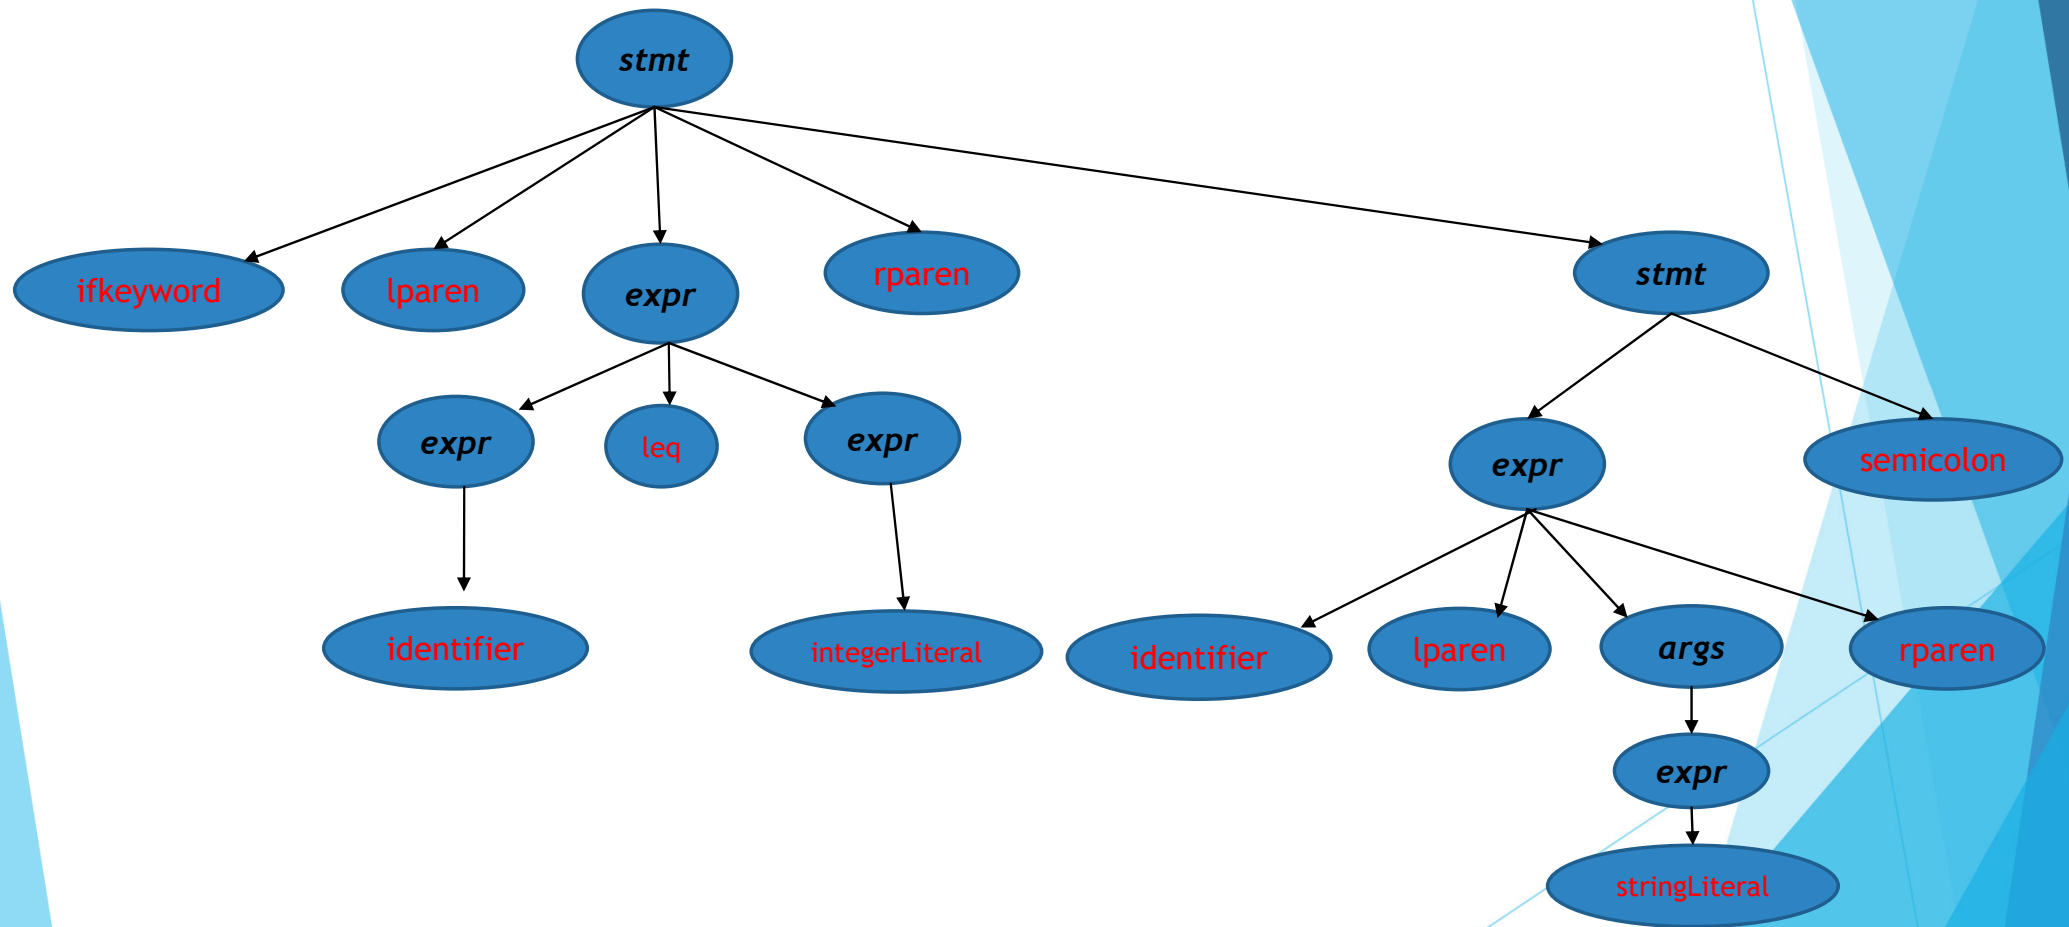 stmt
ifkeyword
lparen
expr
rparen
stmt
expr
leq
expr
expr
semicolon
identifier
integerLiteral
identifier
lparen
args
rparen
expr
stringLiteral